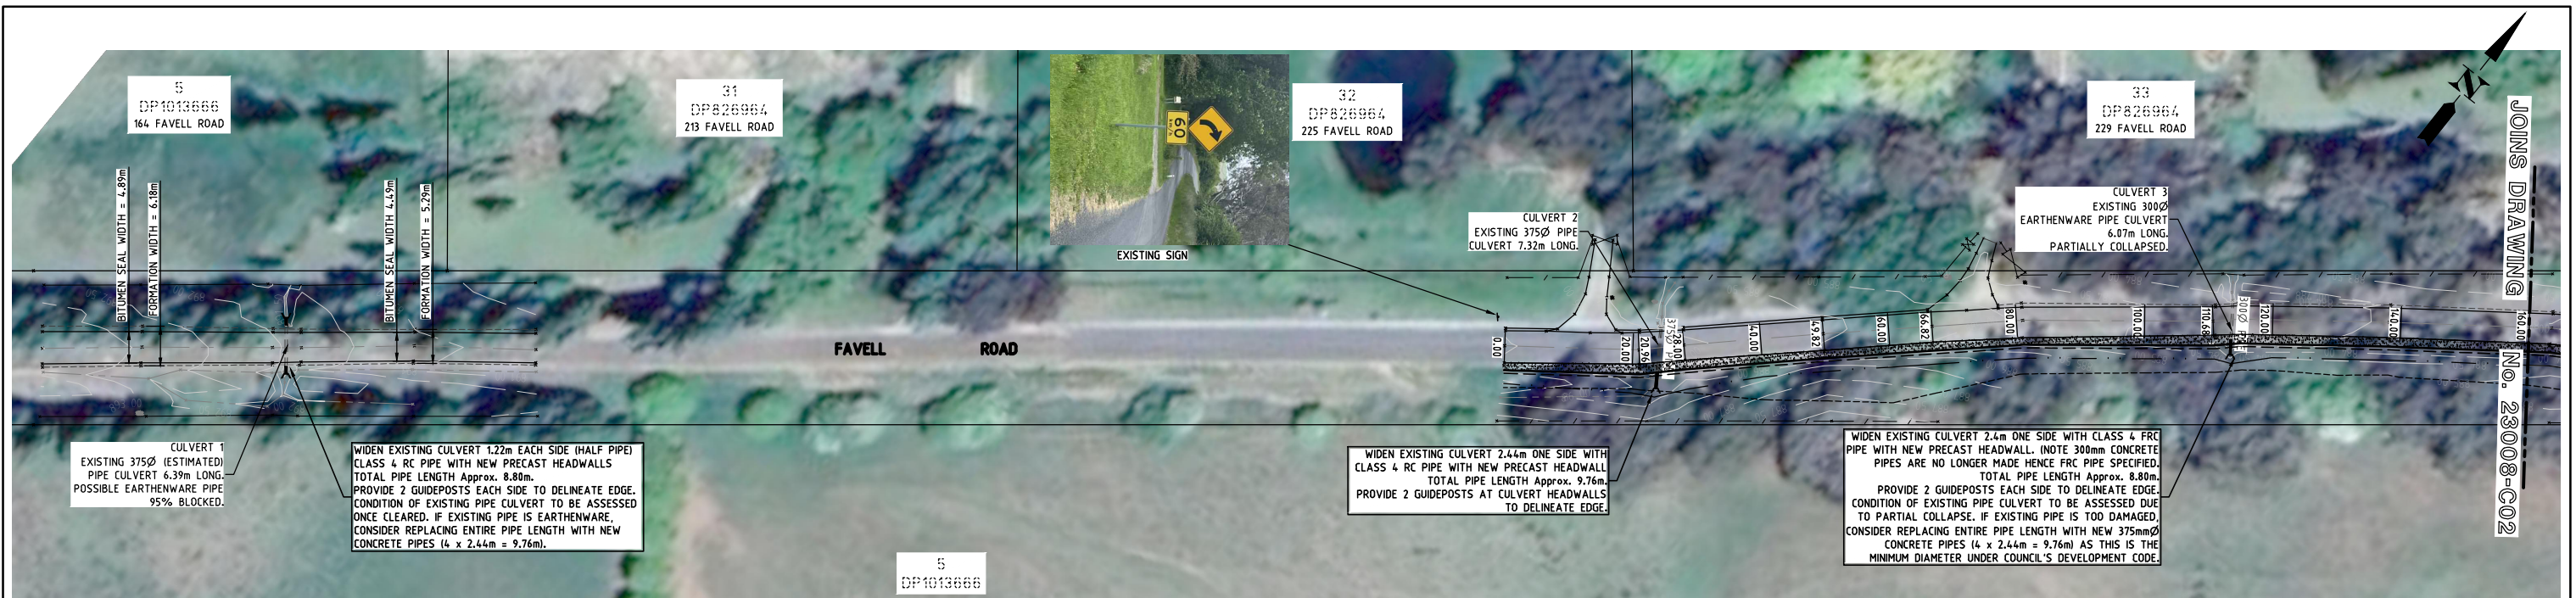 5
DP1013666
164 FAVELL ROAD
31
DP826964
213 FAVELL ROAD
60
km/h
EXISTING SIGN
32
DP826964
225 FAVELL ROAD
33
DP826964
229 FAVELL ROAD
N
JOINS DRAWING
No. 23008-C02
BITUMEN SEAL WIDTH = 4.89m
FORMATION WIDTH = 6.18m
BITUMEN SEAL WIDTH 4.49m
FORMATION WIDTH = 5.29m
CULVERT 2
EXISTING 375Ø PIPE
CULVERT 7.32m LONG.
CULVERT 3
EXISTING 300Ø
EARTHENWARE PIPE CULVERT
6.07m LONG.
PARTIALLY COLLAPSED.
FAVELL ROAD
0.00
20.00
20.96
28.00
40.00
49.82
60.00
66.82
80.00
100.00
110.68
120.00
140.00
160.00
CULVERT 1
EXISTING 375Ø (ESTIMATED)
PIPE CULVERT 6.39m LONG.
POSSIBLE EARTHENWARE PIPE
95% BLOCKED.
WIDEN EXISTING CULVERT 1.22m EACH SIDE (HALF PIPE)
CLASS 4 RC PIPE WITH NEW PRECAST HEADWALLS
TOTAL PIPE LENGTH Approx. 8.80m.
PROVIDE 2 GUIDEPOSTS EACH SIDE TO DELINEATE EDGE.
CONDITION OF EXISTING PIPE CULVERT TO BE ASSESSED
ONCE CLEARED. IF EXISTING PIPE IS EARTHENWARE,
CONSIDER REPLACING ENTIRE PIPE LENGTH WITH NEW
CONCRETE PIPES (4 x 2.44m = 9.76m).
WIDEN EXISTING CULVERT 2.44m ONE SIDE WITH
CLASS 4 RC PIPE WITH NEW PRECAST HEADWALL
TOTAL PIPE LENGTH Approx. 9.76m.
PROVIDE 2 GUIDEPOSTS AT CULVERT HEADWALLS
TO DELINEATE EDGE.
WIDEN EXISTING CULVERT 2.4m ONE SIDE WITH CLASS 4 FRC
PIPE WITH NEW PRECAST HEADWALL. (NOTE 300mm CONCRETE
PIPES ARE NO LONGER MADE HENCE FRC PIPE SPECIFIED.
TOTAL PIPE LENGTH Approx. 8.80m.
PROVIDE 2 GUIDEPOSTS EACH SIDE TO DELINEATE EDGE.
CONDITION OF EXISTING PIPE CULVERT TO BE ASSESSED DUE
TO PARTIAL COLLAPSE. IF EXISTING PIPE IS TOO DAMAGED,
CONSIDER REPLACING ENTIRE PIPE LENGTH WITH NEW 375mmØ
CONCRETE PIPES (4 x 2.44m = 9.76m) AS THIS IS THE
MINIMUM DIAMETER UNDER COUNCIL'S DEVELOPMENT CODE.
5
DP1013666